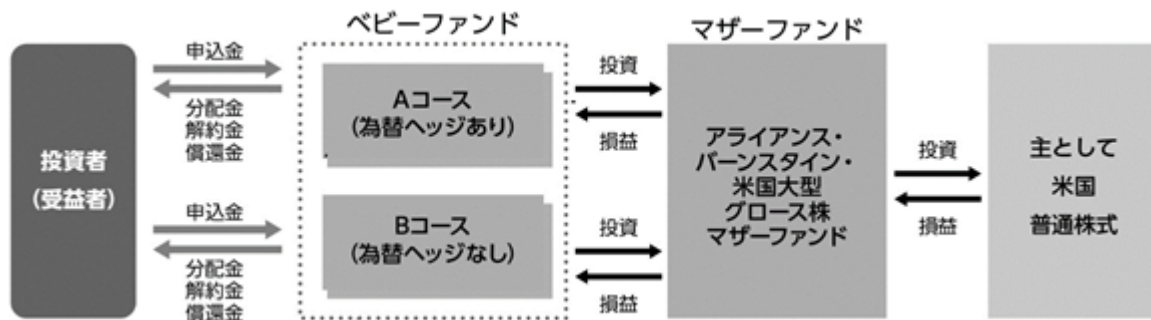 ベビーファンド
マザーファンド
投資者
(受益者)
申込金
分配金
解約金
償還金
申込金
分配金
解約金
償還金
Aコース
(為替ヘッジあり)
Bコース
(為替ヘッジなし)
投資
損益
投資
損益
アライアンス・
バーンスタイン・
米国大型
グロース株
マザーファンド
投資
損益
主として
米国
普通株式